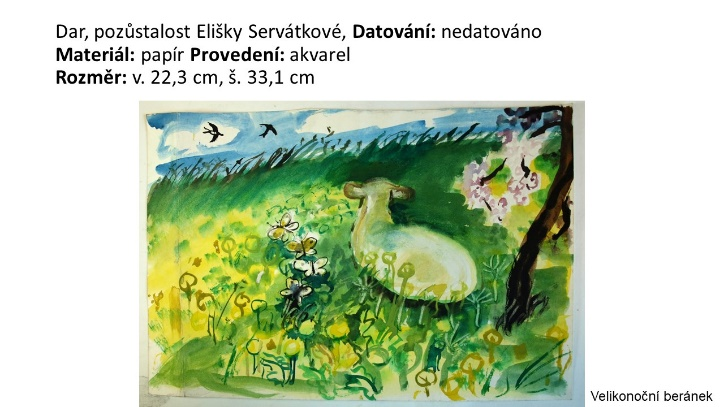 Dar, pozůstalost Elišky Servátkové, Datování: nedatováno
Materiál: papír Provedení: akvarel
Rozměr: v. 22,3 cm, š. 33,1 cm
Velikonoční beránek